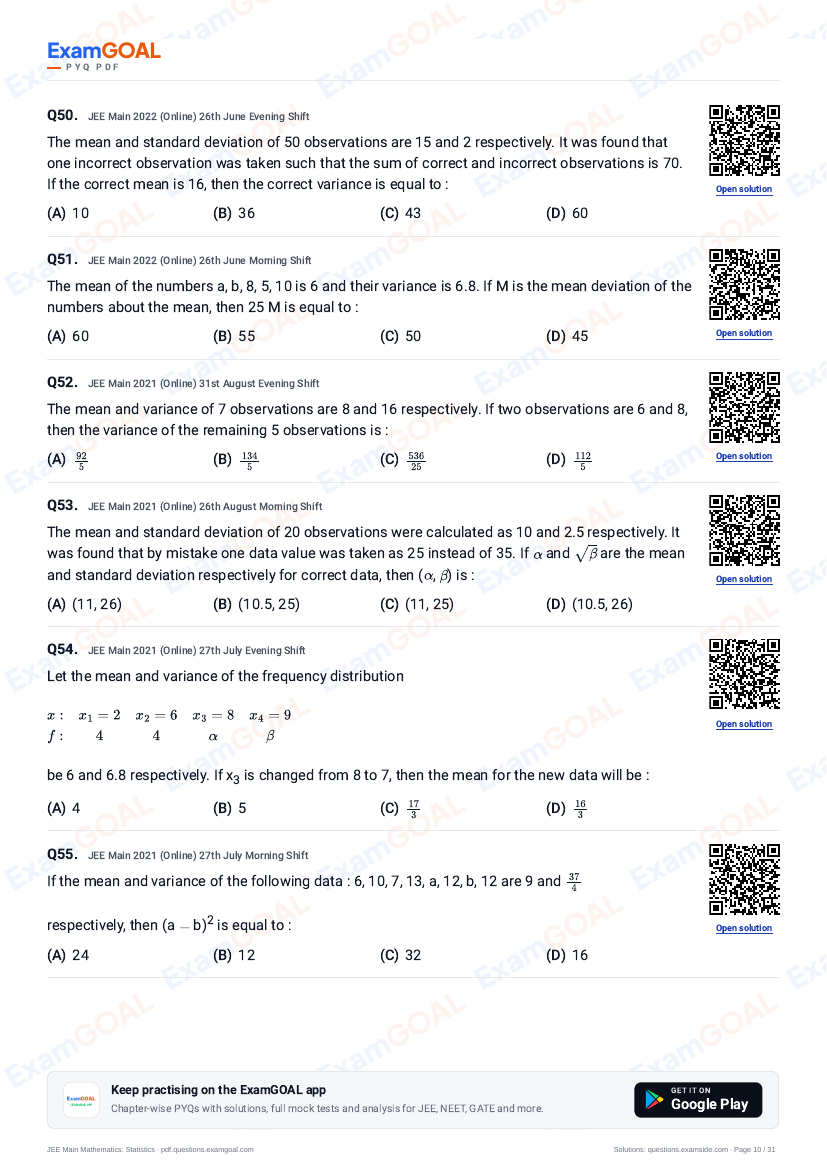 ExamGOAL
PYQ PDF
Q50. JEE Main 2022 (Online) 26th June Evening Shift
The mean and standard deviation of 50 observations are 15 and 2 respectively. It was found that
one incorrect observation was taken such that the sum of correct and incorrect observations is 70.
If the correct mean is 16, then the correct variance is equal to :
(A) 10 (B) 36 (C) 43 (D) 60
Open solution
Q51. JEE Main 2022 (Online) 26th June Morning Shift
The mean of the numbers a, b, 8, 5, 10 is 6 and their variance is 6.8. If M is the mean deviation of the
numbers about the mean, then 25 M is equal to :
(A) 60 (B) 55 (C) 50 (D) 45
Open solution
Q52. JEE Main 2021 (Online) 31st August Evening Shift
The mean and variance of 7 observations are 8 and 16 respectively. If two observations are 6 and 8,
then the variance of the remaining 5 observations is :
(A) 92/5 (B) 134/5 (C) 536/25 (D) 112/5
Open solution
Q53. JEE Main 2021 (Online) 26th August Morning Shift
The mean and standard deviation of 20 observations were calculated as 10 and 2.5 respectively. It
was found that by mistake one data value was taken as 25 instead of 35. If α and √β are the mean
and standard deviation respectively for correct data, then (α, β) is :
(A) (11, 26) (B) (10.5, 25) (C) (11, 25) (D) (10.5, 26)
Open solution
Q54. JEE Main 2021 (Online) 27th July Evening Shift
Let the mean and variance of the frequency distribution
x : x₁ = 2 x₂ = 6 x₃ = 8 x₄ = 9
f : 4 4 α β
be 6 and 6.8 respectively. If x₃ is changed from 8 to 7, then the mean for the new data will be :
(A) 4 (B) 5 (C) 17/3 (D) 16/3
Open solution
Q55. JEE Main 2021 (Online) 27th July Morning Shift
If the mean and variance of the following data : 6, 10, 7, 13, a, 12, b, 12 are 9 and 37/4
respectively, then (a − b)² is equal to :
(A) 24 (B) 12 (C) 32 (D) 16
Open solution
Keep practising on the ExamGOAL app
Chapter-wise PYQs with solutions, full mock tests and analysis for JEE, NEET, GATE and more.
GET IT ON
Google Play
JEE Main Mathematics: Statistics · pdf.questions.examgoal.com
Solutions: questions.examside.com · Page 10 / 31